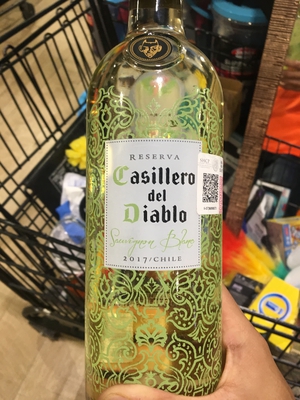 RESERVA
Casillero
del
Diablo
Sauvignon Blanc
2017/CHILE